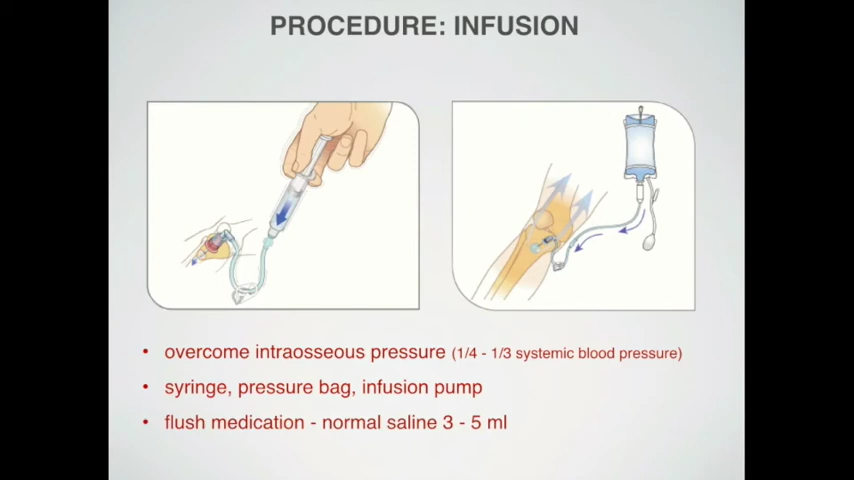 PROCEDURE: INFUSION
• overcome intraosseous pressure (1/4 - 1/3 systemic blood pressure)
• syringe, pressure bag, infusion pump
• flush medication - normal saline 3 - 5 ml